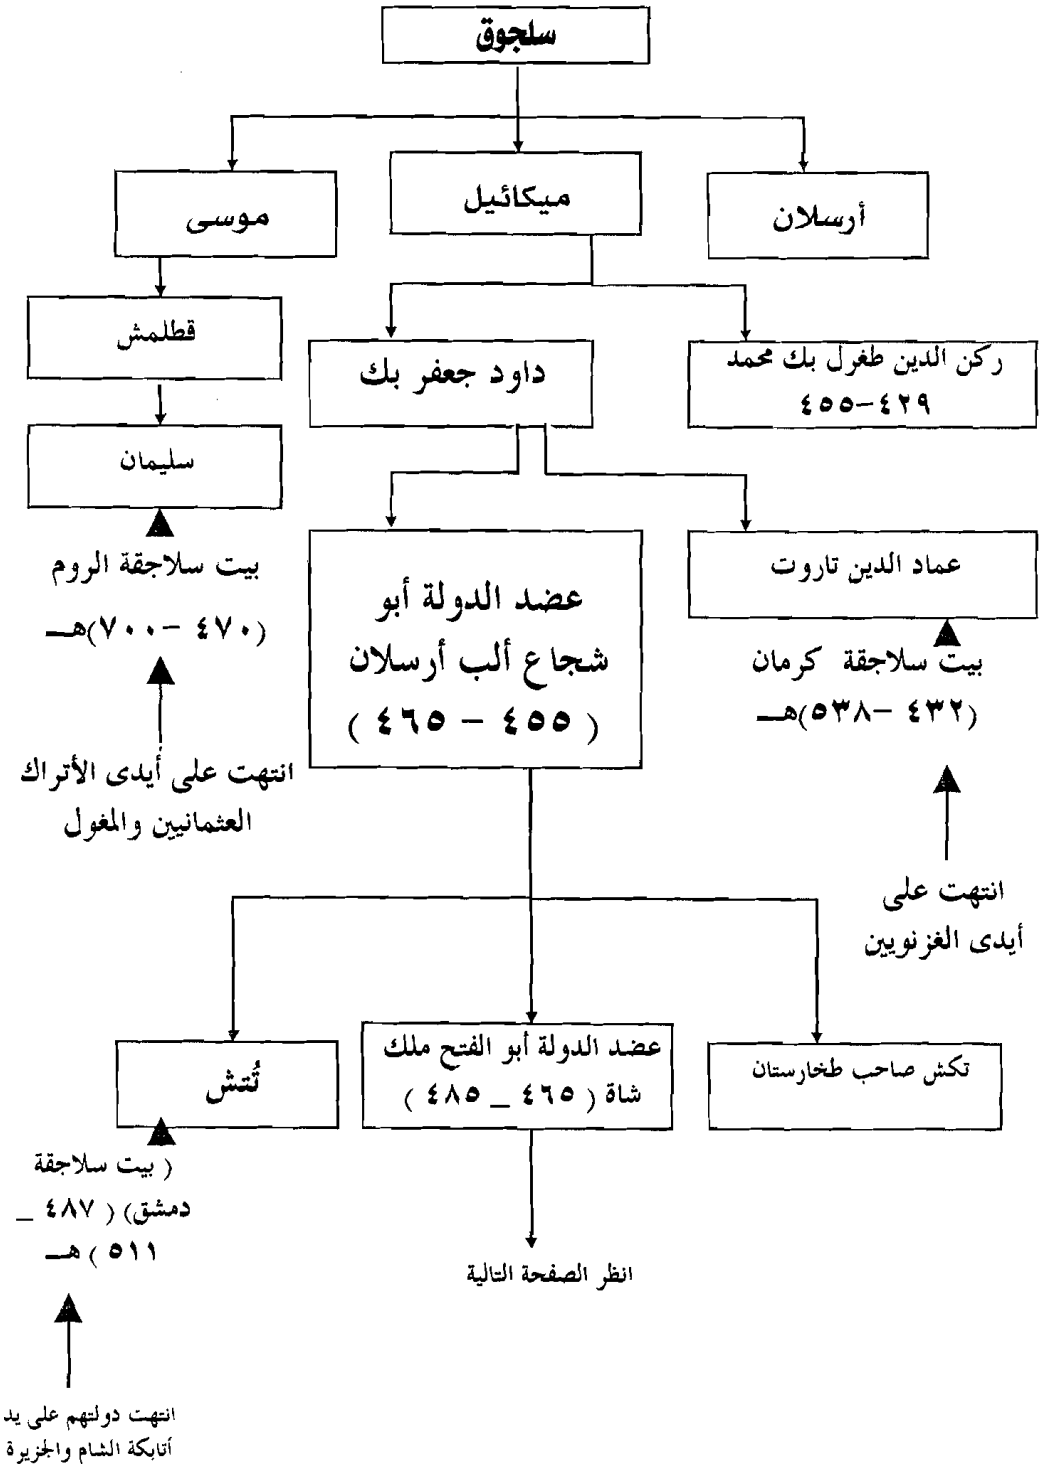 سلجوق
أرسلان
ميكائيل
موسى
قطلمش
سليمان
ركن الدين طغرل بك محمد
٤٢٩-٤٥٥
داود جعفر بك
عماد الدين تاروت
بيت سلاجقة كرمان
(٤٣٢ -٥٣٨)هـ
انتهت على
أيدى الغزنويين
عضد الدولة أبو
شجاع ألب أرسلان
( ٤٥٥ - ٤٦٥ )
بيت سلاجقة الروم
(٤٧٠ -٧٠٠)هـ
انتهت على أيدى الأتراك
العثمانيين والمغول
تكش صاحب طخارستان
عضد الدولة أبو الفتح ملك
شاة ( ٤٦٥ _ ٤٨٥ )
انظر الصفحة التالية
تُتش
( بيت سلاجقة
دمشق) ( ٤٨٧ _
٥١١ ) هـ
انتهت دولتهم على يد
أتابكة الشام والجزيرة